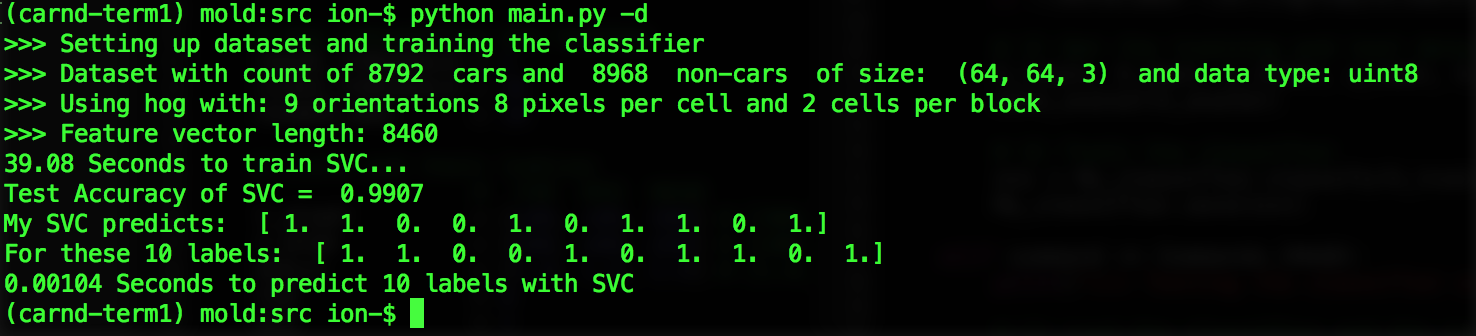 (carnd-term1) mold:src ion-$ python main.py -d
>>> Setting up dataset and training the classifier
>>> Dataset with count of 8792  cars and  8968  non-cars  of size:  (64, 64, 3)  and data type: uint8
>>> Using hog with: 9 orientations 8 pixels per cell and 2 cells per block
>>> Feature vector length: 8460
39.08 Seconds to train SVC...
Test Accuracy of SVC =  0.9907
My SVC predicts:  [ 1.  1.  0.  0.  1.  0.  1.  1.  0.  1.]
For these 10 labels:  [ 1.  1.  0.  0.  1.  0.  1.  1.  0.  1.]
0.00104 Seconds to predict 10 labels with SVC
(carnd-term1) mold:src ion-$